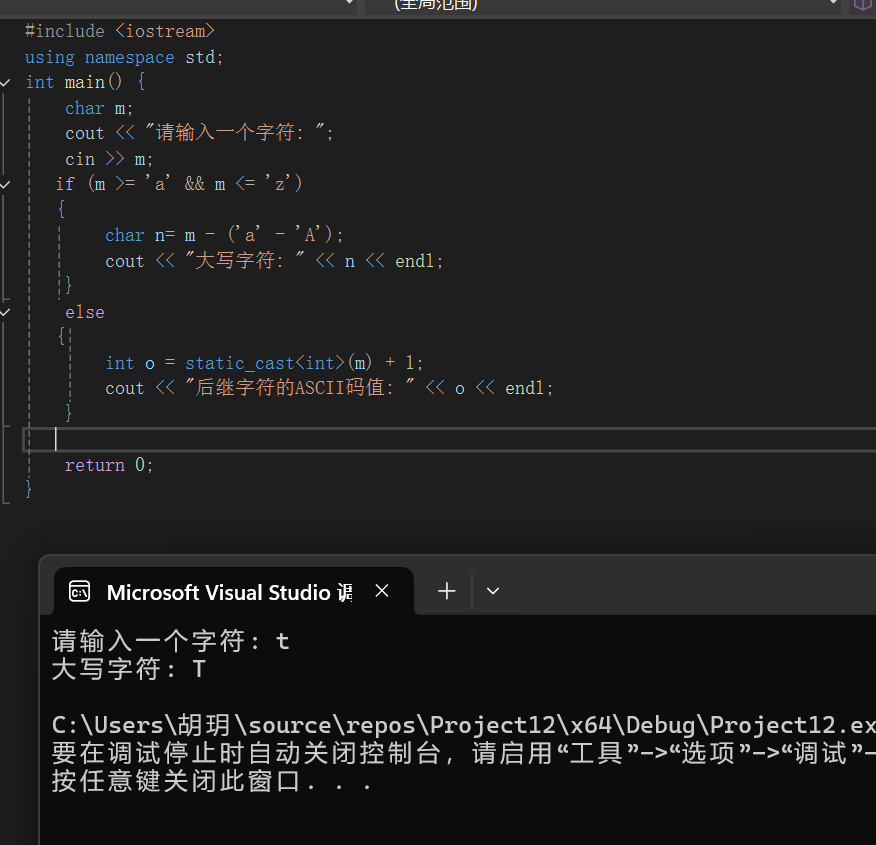 (全局范围)
#include <iostream>
using namespace std;
int main() {
char m;
cout << "请输入一个字符: ";
cin >> m;
if (m >= 'a' && m <= 'z')
{
char n= m - ('a' - 'A');
cout << "大写字符: " << n << endl;
}
else
{
int o = static_cast<int>(m) + 1;
cout << "后继字符的ASCII码值: " << o << endl;
}
return 0;
}
Microsoft Visual Studio 调
请输入一个字符: t
大写字符: T
C:\Users\胡玥\source\repos\Project12\x64\Debug\Project12.ex
要在调试停止时自动关闭控制台, 请启用“工具”->“选项”->“调试”-
按任意键关闭此窗口. . .